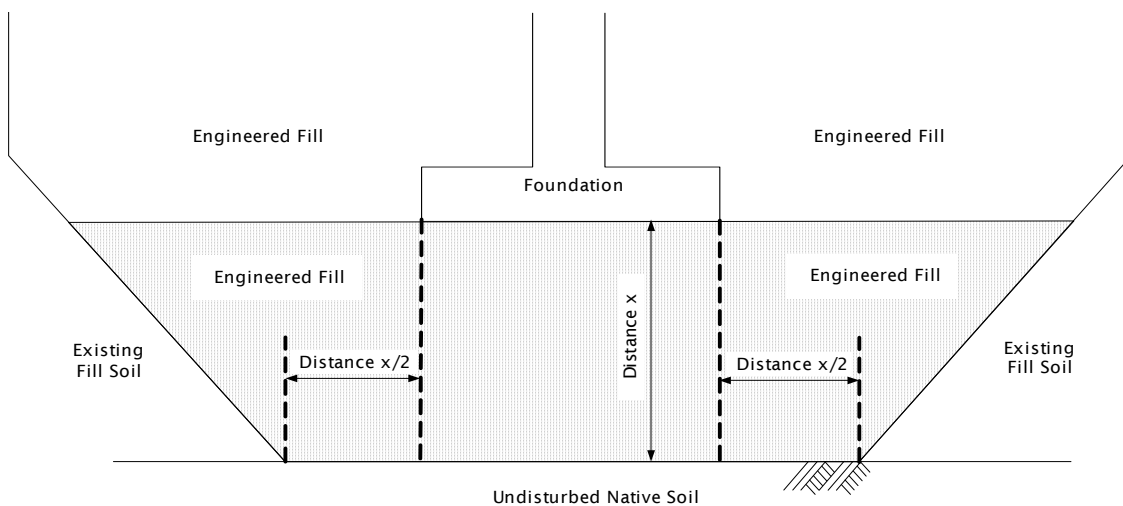 Engineered Fill
Engineered Fill
Foundation
Engineered Fill
Engineered Fill
Distance x
Existing
Fill Soil
Distance x/2
Distance x/2
Existing
Fill Soil
Undisturbed Native Soil